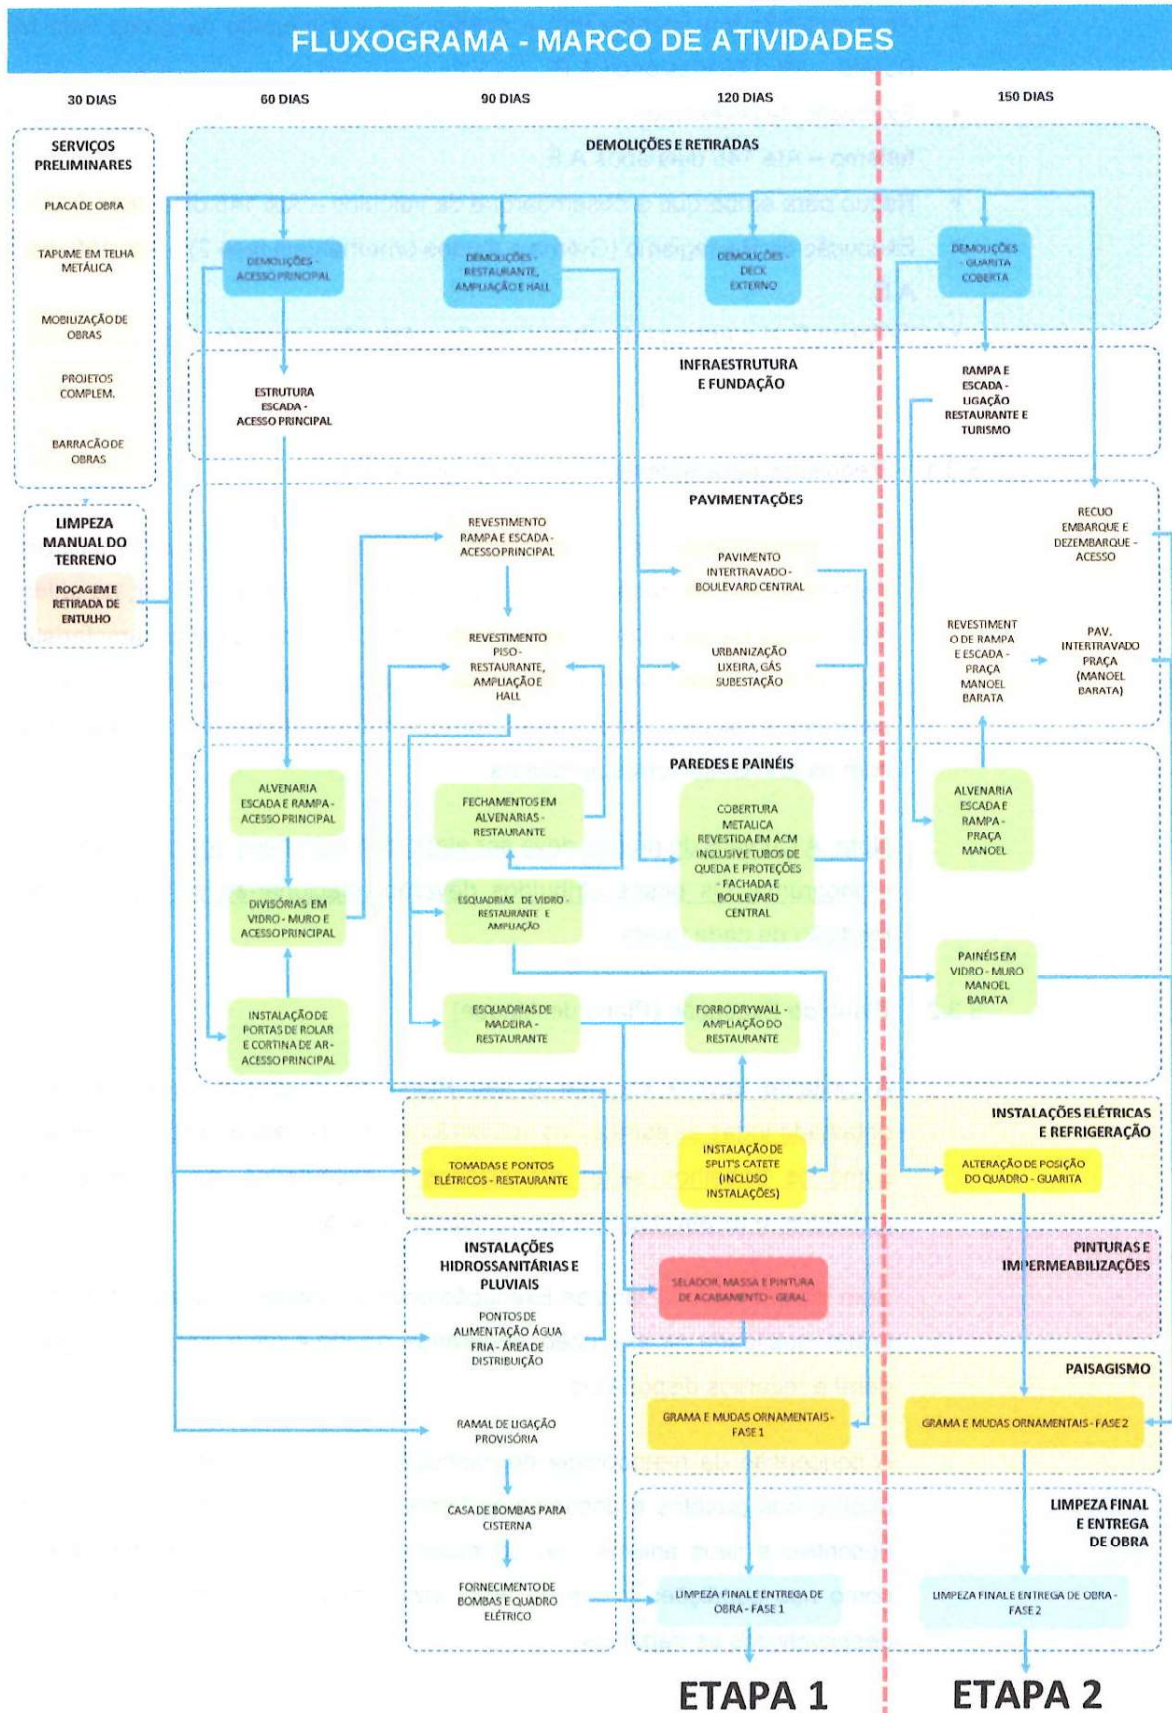 FLUXOGRAMA - MARCO DE ATIVIDADES
30 DIAS
60 DIAS
90 DIAS
120 DIAS
150 DIAS
SERVIÇOS
PRELIMINARES
PLACA DE OBRA
TAPUME EM TELHA
METÁLICA
MOBILIZAÇÃO DE
OBRAS
PROJETOS
COMPLEM.
BARRACÃO DE
OBRAS
LIMPEZA
MANUAL DO
TERRENO
ROÇAGEM E
RETIRADA DE
ENTULHO
DEMOLIÇÕES E RETIRADAS
DEMOLIÇÕES -
ACESSO PRINCIPAL
DEMOLIÇÕES -
RESTAURANTE,
AMPLIAÇÃO E HALL
DEMOLIÇÕES -
DECK
EXTERNO
DEMOLIÇÕES
- GUARITA
COBERTA
INFRAESTRUTURA
E FUNDAÇÃO
ESTRUTURA
ESCADA -
ACESSO PRINCIPAL
RAMPA E
ESCADA -
LIGAÇÃO
RESTAURANTE E
TURISMO
PAVIMENTAÇÕES
REVESTIMENTO
RAMPA E ESCADA -
ACESSO PRINCIPAL
PAVIMENTO
INTERTRAVADO -
BOULEVARD CENTRAL
RECUO
EMBARQUE E
DEZEMBARQUE -
ACESSO
REVESTIMENTO
PISO -
RESTAURANTE,
AMPLIAÇÃO E
HALL
URBANIZAÇÃO
LIXEIRA, GÁS
SUBESTAÇÃO
REVESTIMENT
O DE RAMPA
E ESCADA -
PRAÇA
MANOEL
BARATA
PAV.
INTERTRAVADO
PRAÇA
(MANOEL
BARATA)
PAREDES E PAINÉIS
ALVENARIA
ESCADA E RAMPA -
ACESSO PRINCIPAL
FECHAMENTOS EM
ALVENARIAS -
RESTAURANTE
COBERTURA
METALICA
REVESTIDA EM ACM
INCLUSIVE TUBOS DE
QUEDA E PROTEÇÕES
- FACHADA E
BOULEVARD
CENTRAL
ALVENARIA
ESCADA E
RAMPA -
PRAÇA
MANOEL
DIVISÓRIAS EM
VIDRO - MURO E
ACESSO PRINCIPAL
ESQUADRIAS DE VIDRO -
RESTAURANTE E
AMPLIAÇÃO
PAINÉIS EM
VIDRO - MURO
MANOEL
BARATA
INSTALAÇÃO DE
PORTAS DE ROLAR
E CORTINA DE AR -
ACESSO PRINCIPAL
ESQUADRIAS DE
MADEIRA -
RESTAURANTE
FORRO DRYWALL -
AMPLIAÇÃO DO
RESTAURANTE
INSTALAÇÕES ELÉTRICAS
E REFRIGERAÇÃO
TOMADAS E PONTOS
ELÉTRICOS - RESTAURANTE
INSTALAÇÃO DE
SPLIT'S CATETE
(INCLUSO
INSTALAÇÕES)
ALTERAÇÃO DE POSIÇÃO
DO QUADRO - GUARITA
INSTALAÇÕES
HIDROSSANITÁRIAS E
PLUVIAIS
PINTURAS E
IMPERMEABILIZAÇÕES
SELADOR, MASSA E PINTURA
DE ACABAMENTO - GERAL
PONTOS DE
ALIMENTAÇÃO ÁGUA
FRIA - ÁREA DE
DISTRIBUIÇÃO
PAISAGISMO
GRAMA E MUDAS ORNAMENTAIS -
FASE 1
GRAMA E MUDAS ORNAMENTAIS - FASE 2
RAMAL DE LIGAÇÃO
PROVISÓRIA
CASA DE BOMBAS PARA
CISTERNA
LIMPEZA FINAL
E ENTREGA
DE OBRA
FORNECIMENTO DE
BOMBAS E QUADRO
ELÉTRICO
LIMPEZA FINAL E ENTREGA DE
OBRA - FASE 1
LIMPEZA FINAL E ENTREGA DE OBRA -
FASE 2
ETAPA 1
ETAPA 2